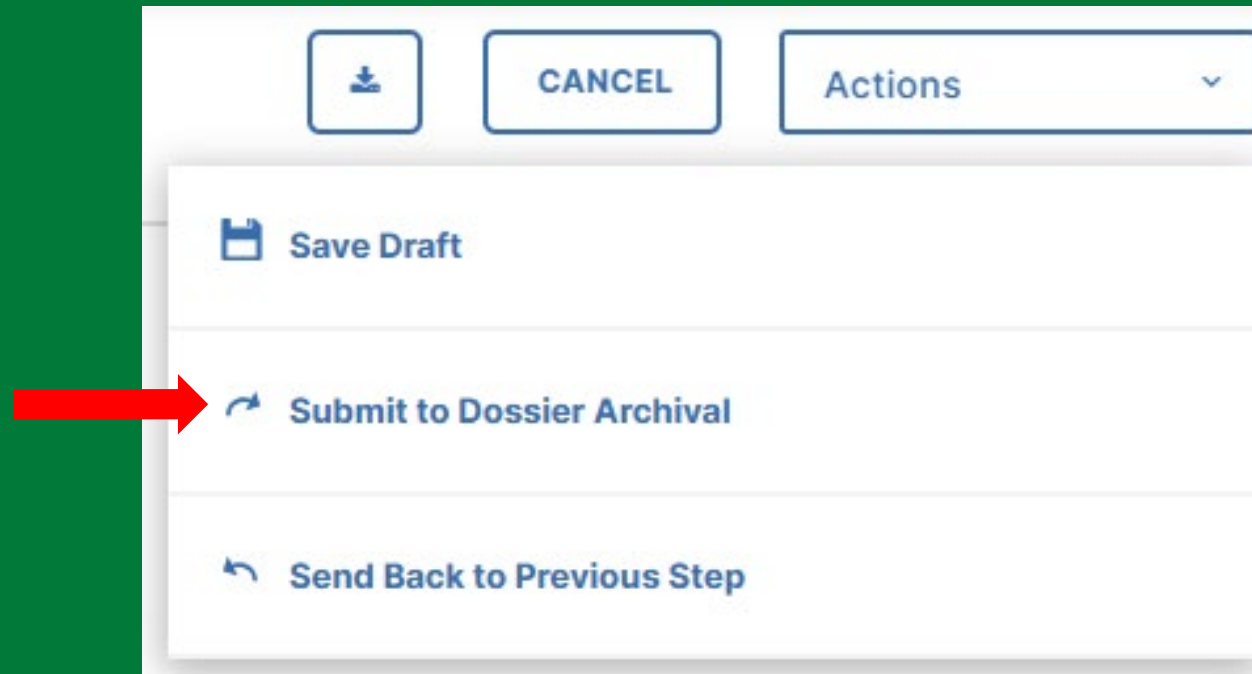 CANCEL
Actions
Save Draft
Submit to Dossier Archival
Send Back to Previous Step